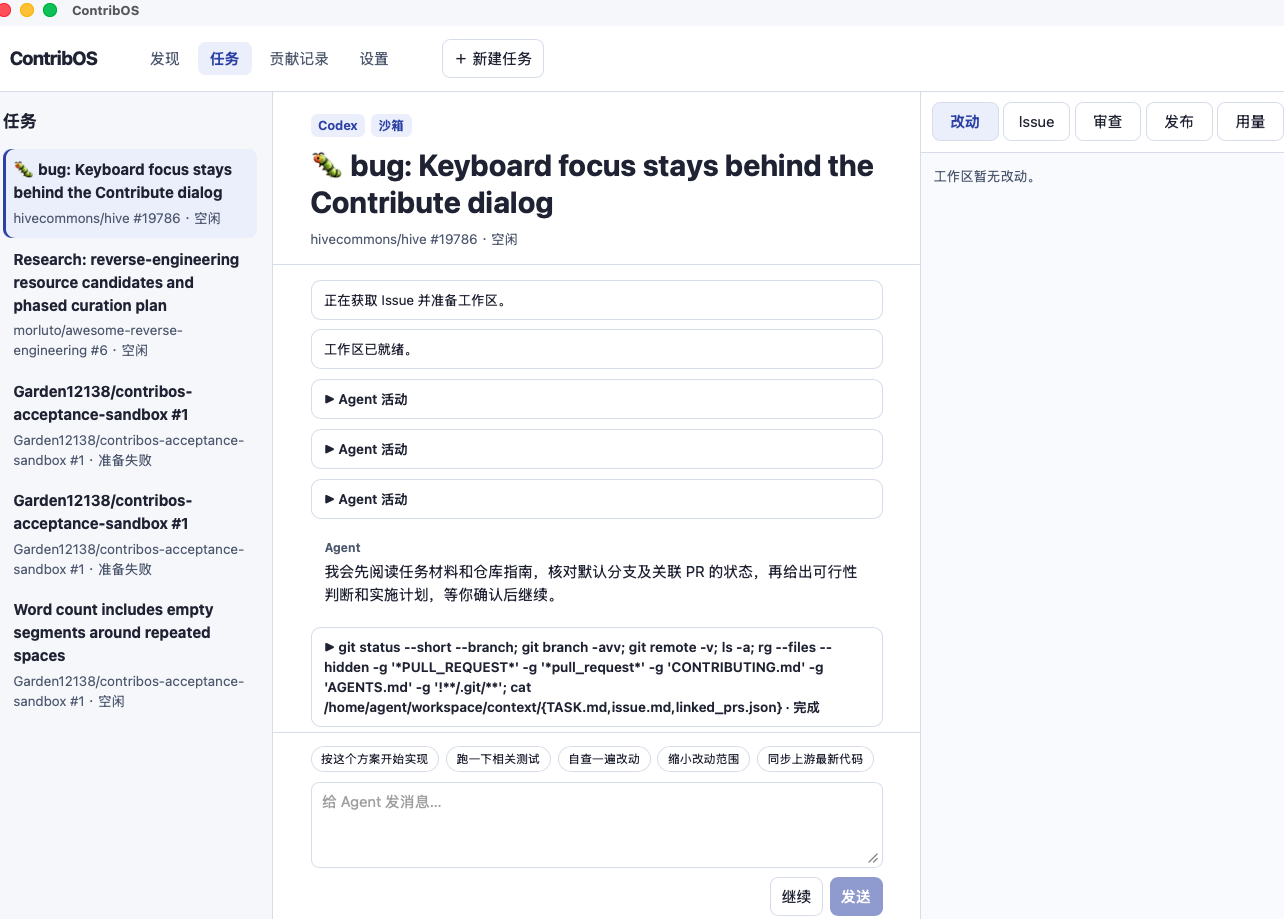 ContribOS
ContribOS
发现
任务
贡献记录
设置
+ 新建任务
任务
🐛 bug: Keyboard focus stays
behind the Contribute dialog
hivecommons/hive #19786 · 空闲
Research: reverse-engineering
resource candidates and
phased curation plan
morluto/awesome-reverse-
engineering #6 · 空闲
Garden12138/contribos-
acceptance-sandbox #1
Garden12138/contribos-acceptance-
sandbox #1 · 准备失败
Garden12138/contribos-
acceptance-sandbox #1
Garden12138/contribos-acceptance-
sandbox #1 · 准备失败
Word count includes empty
segments around repeated
spaces
Garden12138/contribos-acceptance-
sandbox #1 · 空闲
Codex
沙箱
🐛 bug: Keyboard focus stays behind the
Contribute dialog
hivecommons/hive #19786 · 空闲
正在获取 Issue 并准备工作区。
工作区已就绪。
▶ Agent 活动
▶ Agent 活动
▶ Agent 活动
Agent
我会先阅读任务材料和仓库指南，核对默认分支及关联 PR 的状态，再给出可行性
判断和实施计划，等你确认后继续。
▶ git status --short --branch; git branch -avv; git remote -v; ls -a; rg --files --
hidden -g '*PULL_REQUEST*' -g '*pull_request*' -g 'CONTRIBUTING.md' -g
'AGENTS.md' -g '!**/.git/**'; cat
/home/agent/workspace/context/{TASK.md,issue.md,linked_prs.json} · 完成
按这个方案开始实现
跑一下相关测试
自查一遍改动
缩小改动范围
同步上游最新代码
给 Agent 发消息...
继续
发送
改动
Issue
审查
发布
用量
工作区暂无改动。